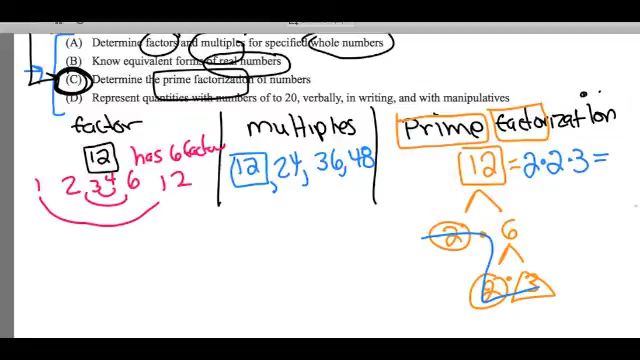 (A) Determine factors and multiples for specified whole numbers
(B) Know equivalent forms of real numbers
(C) Determine the prime factorization of numbers
(D) Represent quantities with numbers of to 20, verbally, in writing, and with manipulatives
factor
12
has 6 factors
1 2 3 4 6 12
multiples
12, 24, 36, 48
Prime factorization
12 = 2·2·3 =
2 · 6
2 · 3